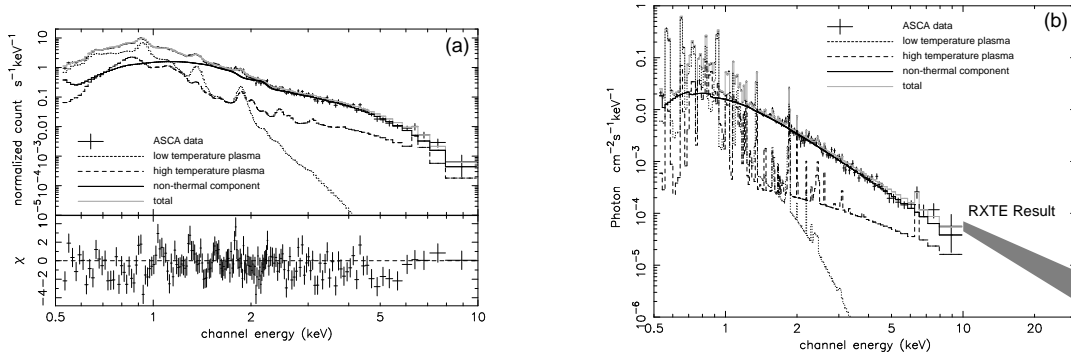 (a)
normalized count s⁻¹keV⁻¹
10
1
0.1
0.01
10⁻³
10⁻⁴
10⁻⁵
ASCA data
low temperature plasma
high temperature plasma
non-thermal component
total
χ
2
0
−2
−4
0.5 1 2 5 10
channel energy (keV)
(b)
Photon cm⁻²s⁻¹keV⁻¹
1
0.1
0.01
10⁻³
10⁻⁴
10⁻⁵
10⁻⁶
ASCA data
low temperature plasma
high temperature plasma
non-thermal component
total
RXTE Result
0.5 1 2 5 10 20
channel energy (keV)